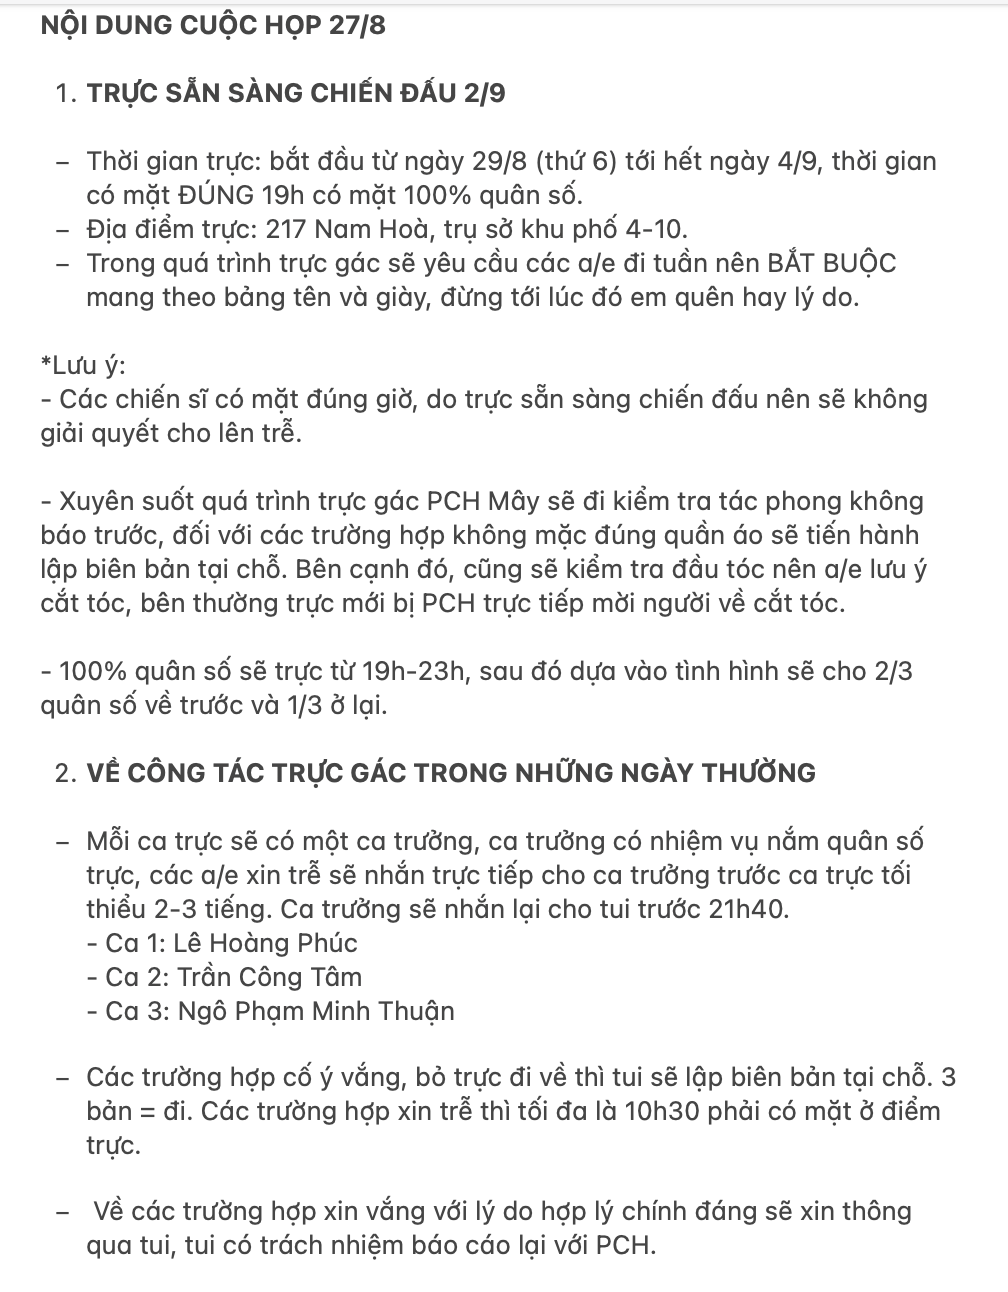 NỘI DUNG CUỘC HỌP 27/8
1. TRỰC SẴN SÀNG CHIẾN ĐẤU 2/9
– Thời gian trực: bắt đầu từ ngày 29/8 (thứ 6) tới hết ngày 4/9, thời gian
có mặt ĐÚNG 19h có mặt 100% quân số.
– Địa điểm trực: 217 Nam Hoà, trụ sở khu phố 4-10.
– Trong quá trình trực gác sẽ yêu cầu các a/e đi tuần nên BẮT BUỘC
mang theo bảng tên và giày, đừng tới lúc đó em quên hay lý do.
*Lưu ý:
- Các chiến sĩ có mặt đúng giờ, do trực sẵn sàng chiến đấu nên sẽ không
giải quyết cho lên trễ.
- Xuyên suốt quá trình trực gác PCH Mây sẽ đi kiểm tra tác phong không
báo trước, đối với các trường hợp không mặc đúng quần áo sẽ tiến hành
lập biên bản tại chỗ. Bên cạnh đó, cũng sẽ kiểm tra đầu tóc nên a/e lưu ý
cắt tóc, bên thường trực mới bị PCH trực tiếp mời người về cắt tóc.
- 100% quân số sẽ trực từ 19h-23h, sau đó dựa vào tình hình sẽ cho 2/3
quân số về trước và 1/3 ở lại.
2. VỀ CÔNG TÁC TRỰC GÁC TRONG NHỮNG NGÀY THƯỜNG
– Mỗi ca trực sẽ có một ca trưởng, ca trưởng có nhiệm vụ nắm quân số
trực, các a/e xin trễ sẽ nhắn trực tiếp cho ca trưởng trước ca trực tối
thiểu 2-3 tiếng. Ca trưởng sẽ nhắn lại cho tui trước 21h40.
- Ca 1: Lê Hoàng Phúc
- Ca 2: Trần Công Tâm
- Ca 3: Ngô Phạm Minh Thuận
– Các trường hợp cố ý vắng, bỏ trực đi về thì tui sẽ lập biên bản tại chỗ. 3
bản = đi. Các trường hợp xin trễ thì tối đa là 10h30 phải có mặt ở điểm
trực.
– Về các trường hợp xin vắng với lý do hợp lý chính đáng sẽ xin thông
qua tui, tui có trách nhiệm báo cáo lại với PCH.